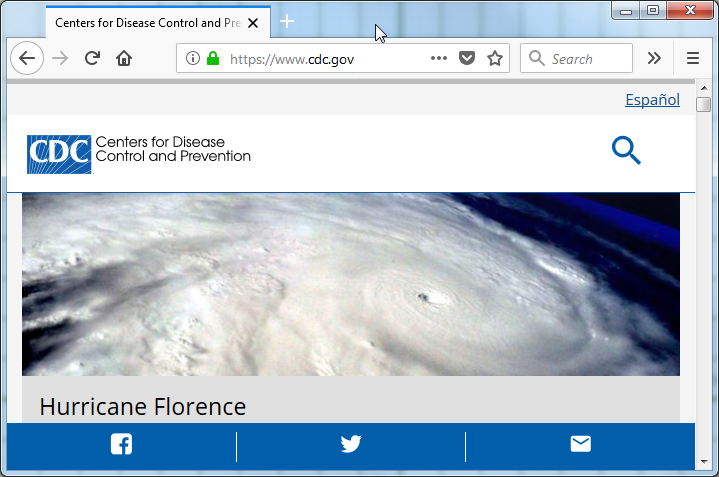 Centers for Disease Control and Pre
https://www.cdc.gov
Search
Español
CDC
Centers for Disease
Control and Prevention
Hurricane Florence